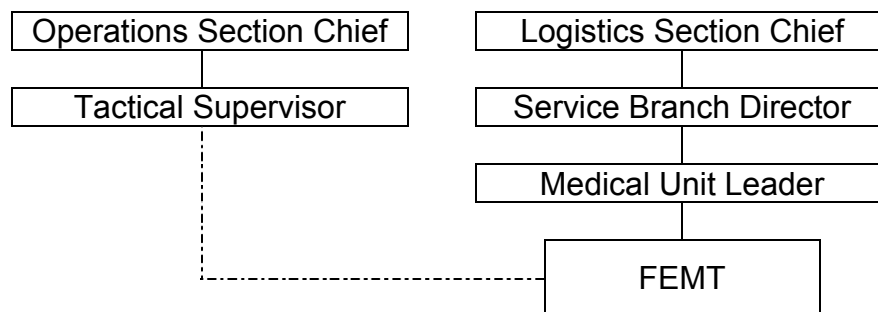 Operations Section Chief
Logistics Section Chief
Tactical Supervisor
Service Branch Director
Medical Unit Leader
FEMT